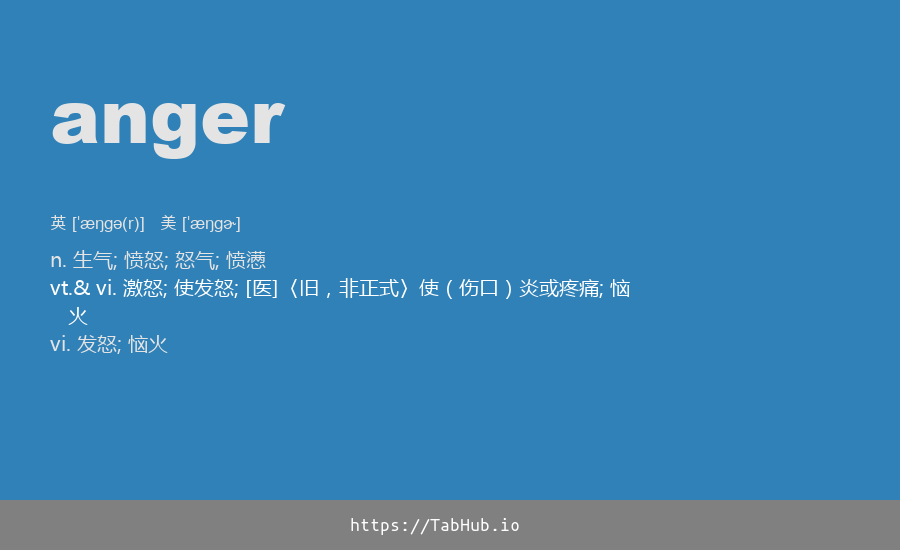 anger
英 ['æŋgə(r)] 美 ['æŋgɚ]
n. 生气; 愤怒; 怒气; 愤懑
vt.& vi. 激怒; 使发怒; [医]〈旧，非正式〉使（伤口）炎或疼痛; 恼
火
vi. 发怒; 恼火
https://TabHub.io